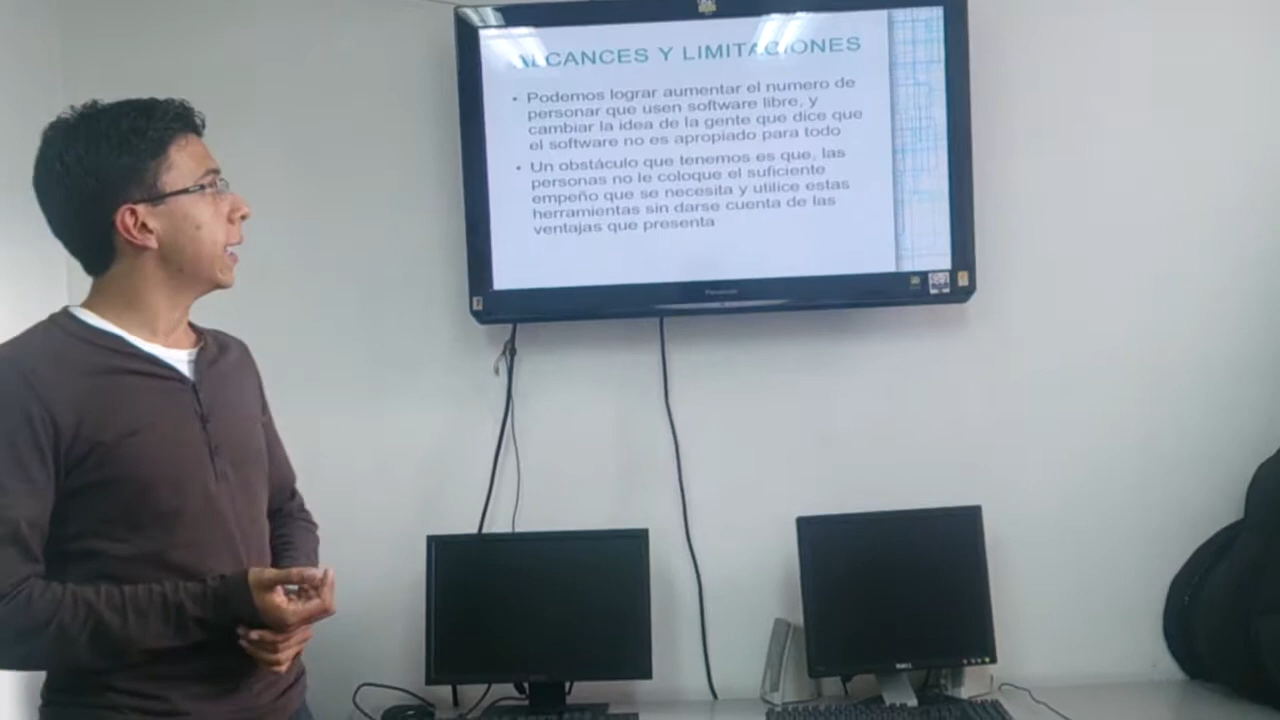 ALCANCES Y LIMITACIONES
• Podemos lograr aumentar el numero de
personar que usen software libre, y
cambiar la idea de la gente que dice que
el software no es apropiado para todo
• Un obstáculo que tenemos es que, las
personas no le coloque el suficiente
empeño que se necesita y utilice estas
herramientas sin darse cuenta de las
ventajas que presenta
Panasonic
DELL